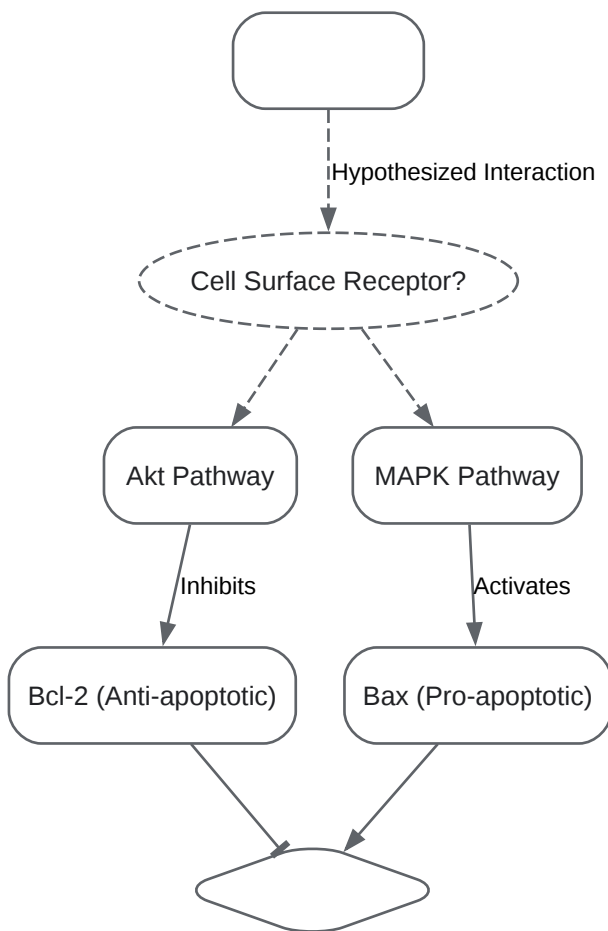 Hypothesized Interaction
Cell Surface Receptor?
Akt Pathway
MAPK Pathway
Inhibits
Activates
Bcl-2 (Anti-apoptotic)
Bax (Pro-apoptotic)